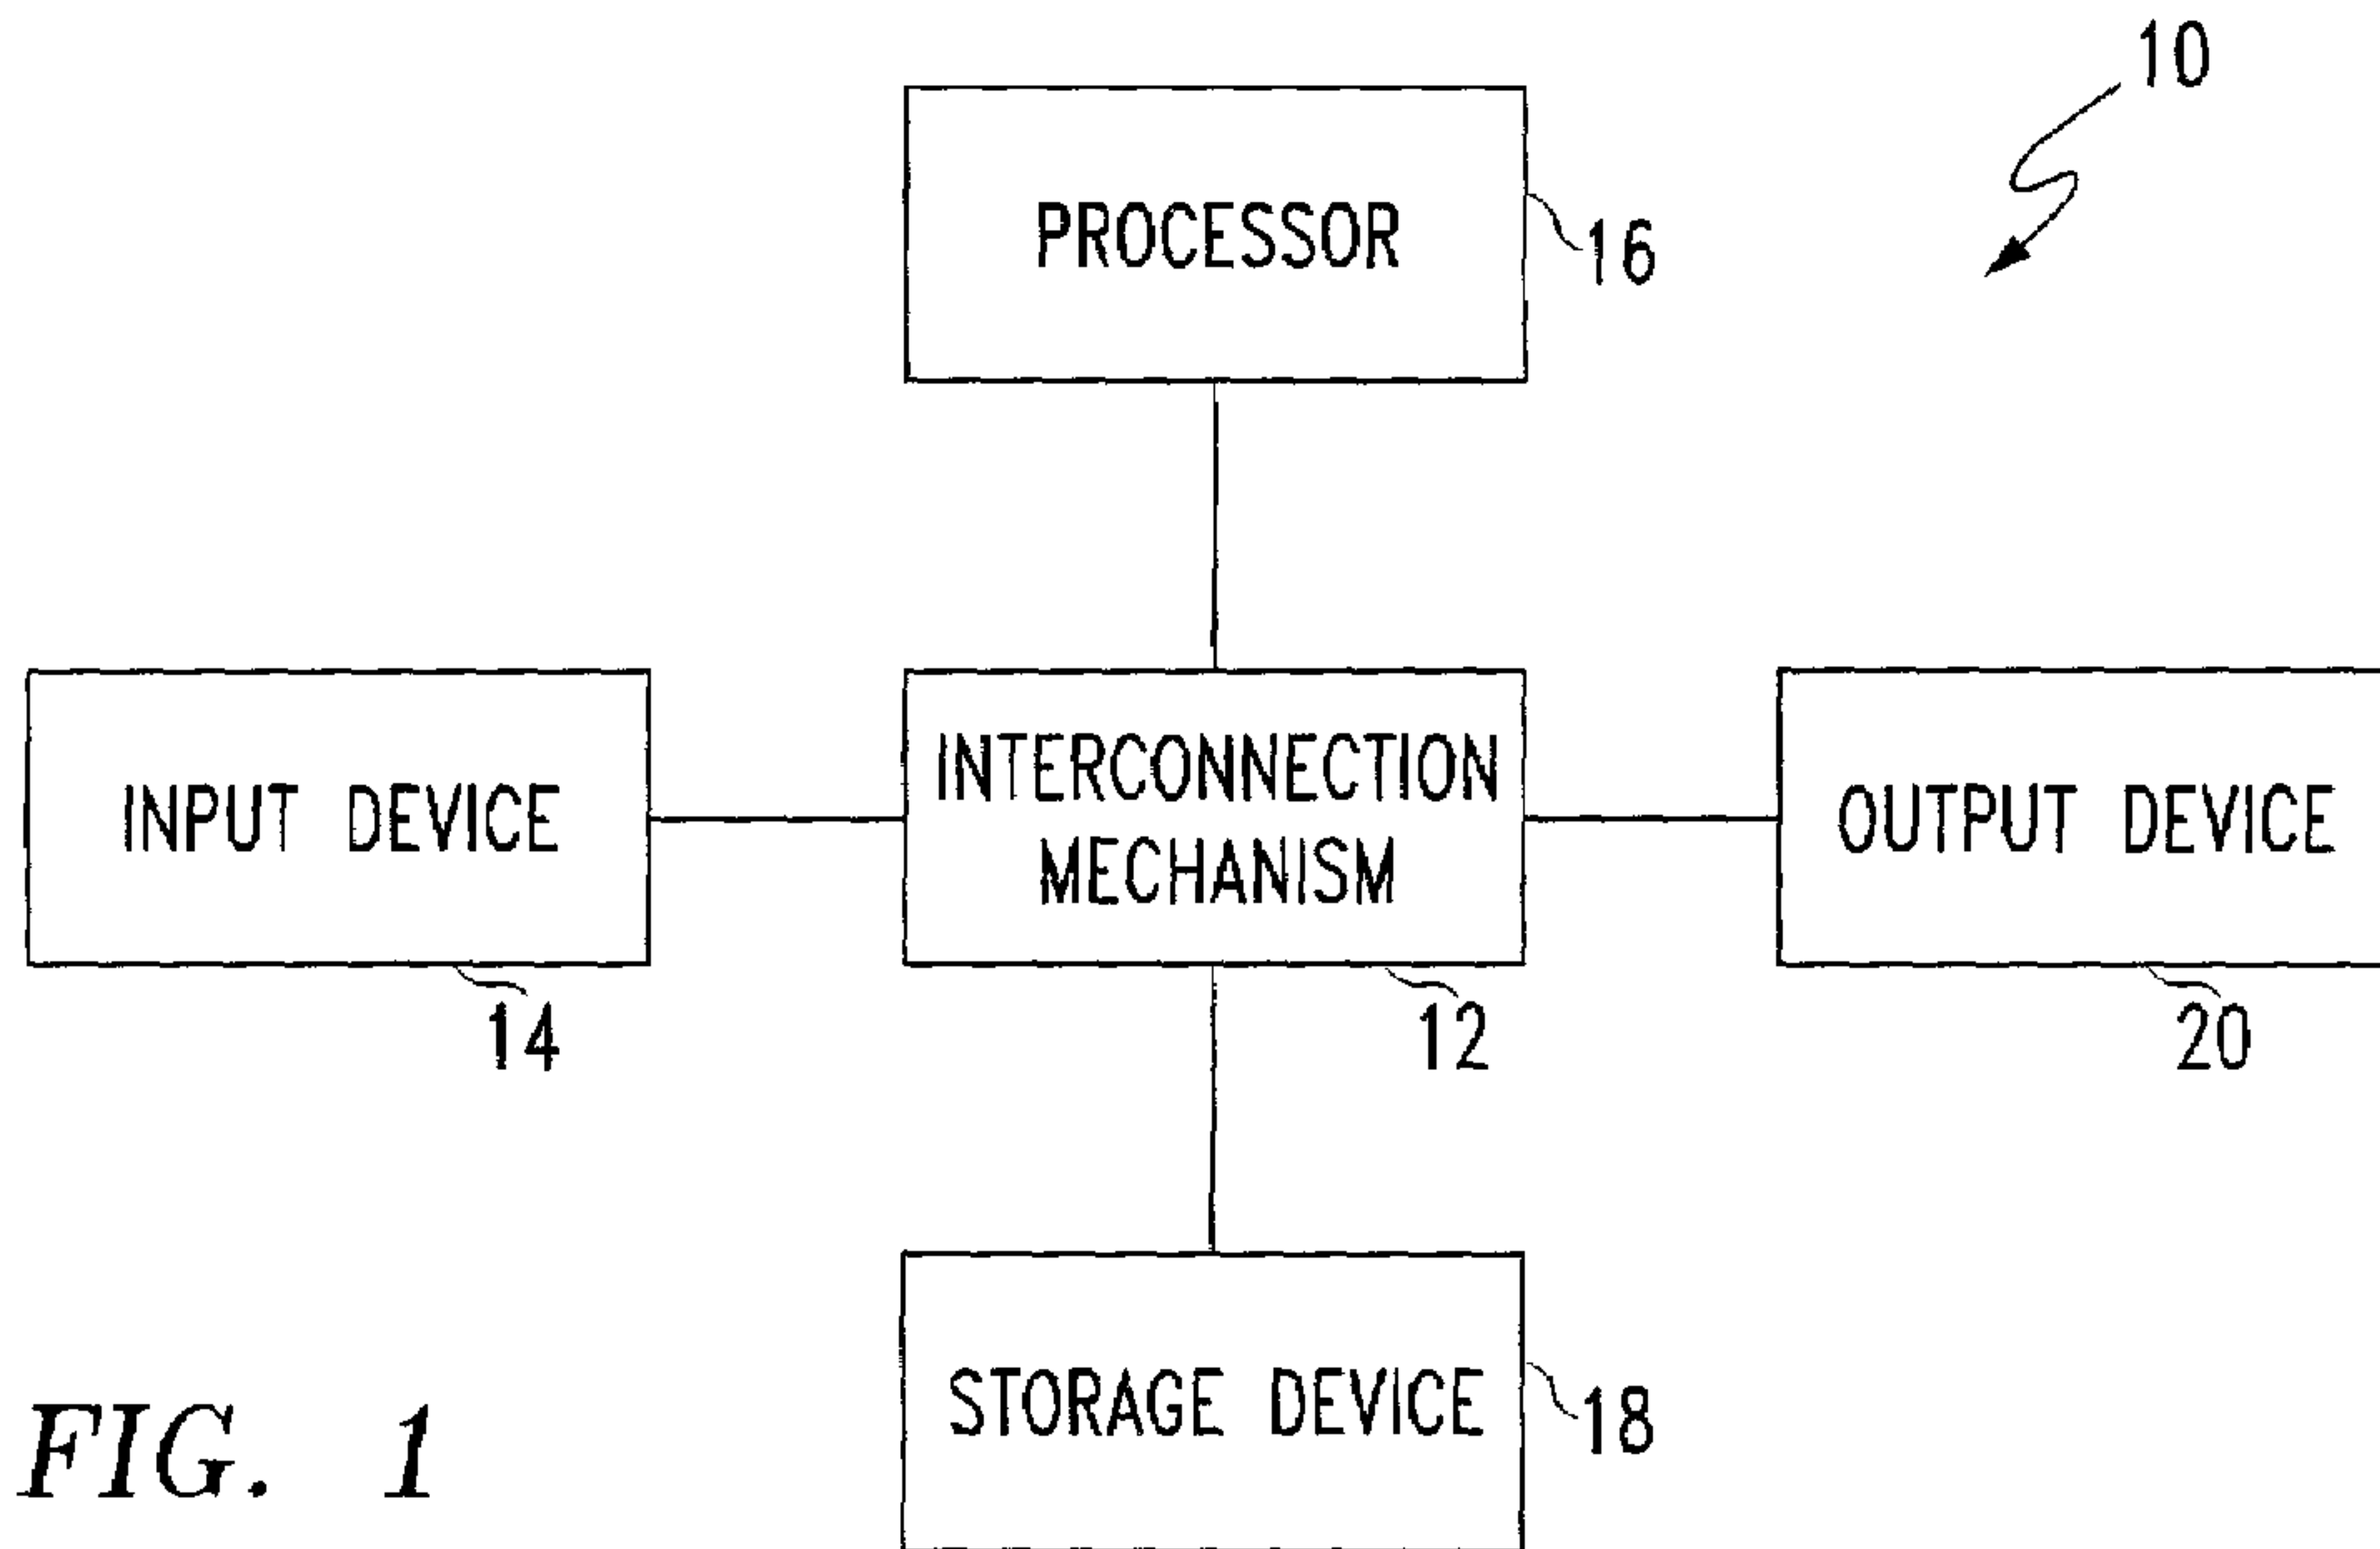 10
PROCESSOR
16
INPUT DEVICE
INTERCONNECTION
MECHANISM
OUTPUT DEVICE
14
12
20
STORAGE DEVICE
18
FIG. 1